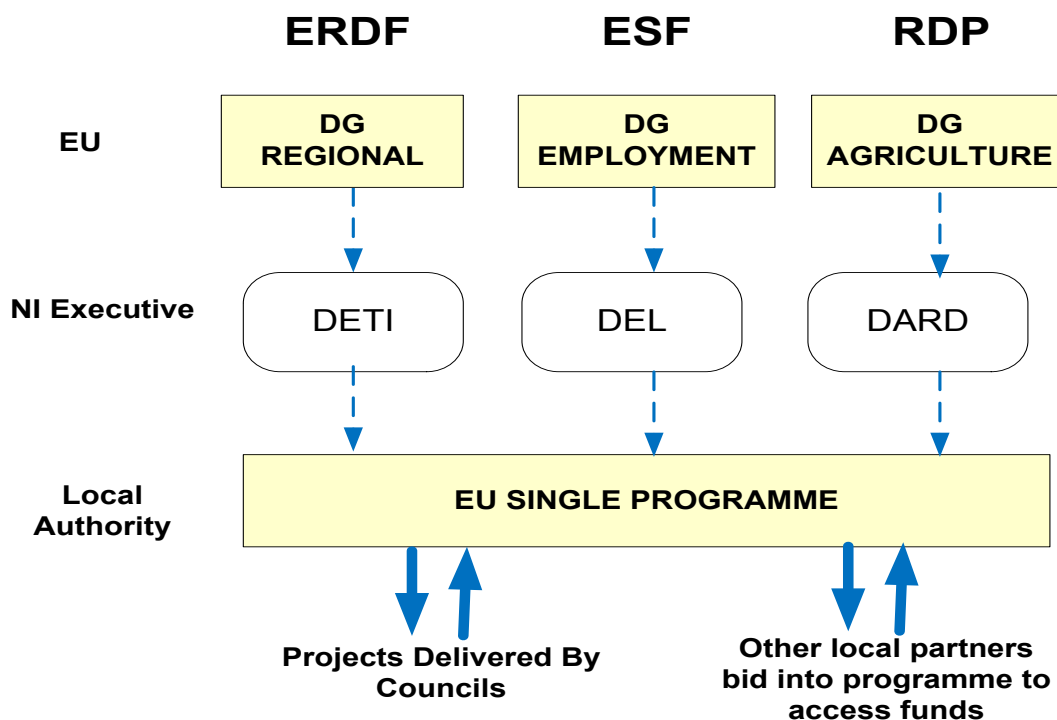 ERDF ESF RDP
EU
DG
REGIONAL
DG
EMPLOYMENT
DG
AGRICULTURE
NI Executive
DETI
DEL
DARD
Local
Authority
EU SINGLE PROGRAMME
Projects Delivered By
Councils
Other local partners
bid into programme to
access funds